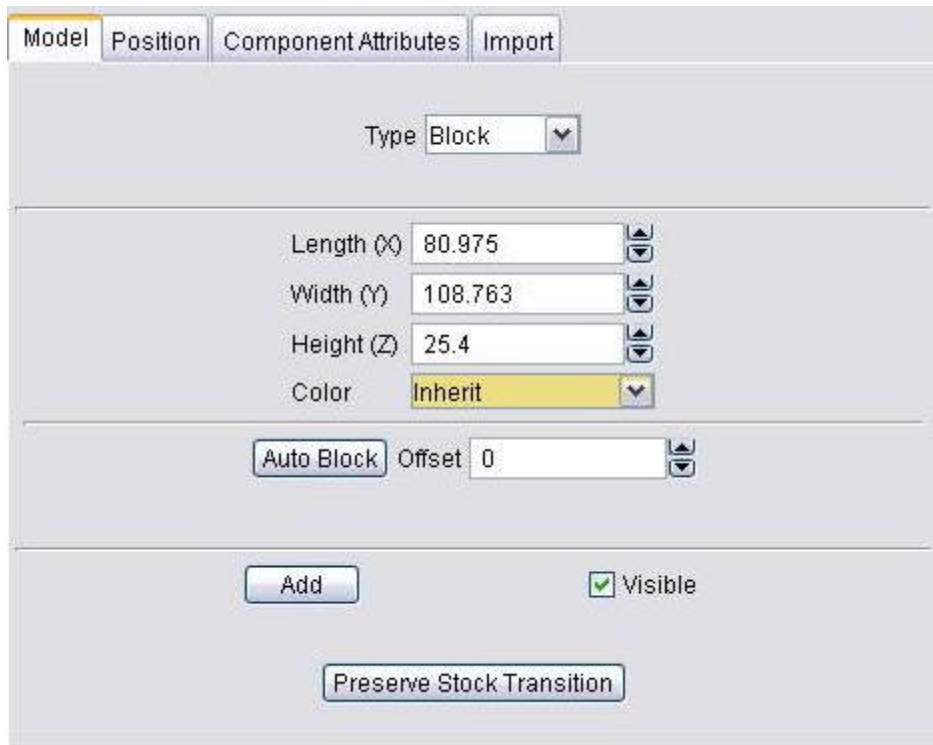 Model Position Component Attributes Import
Type Block
Length (X) 80.975
Width (Y) 108.763
Height (Z) 25.4
Color Inherit
Auto Block Offset 0
Add Visible
Preserve Stock Transition